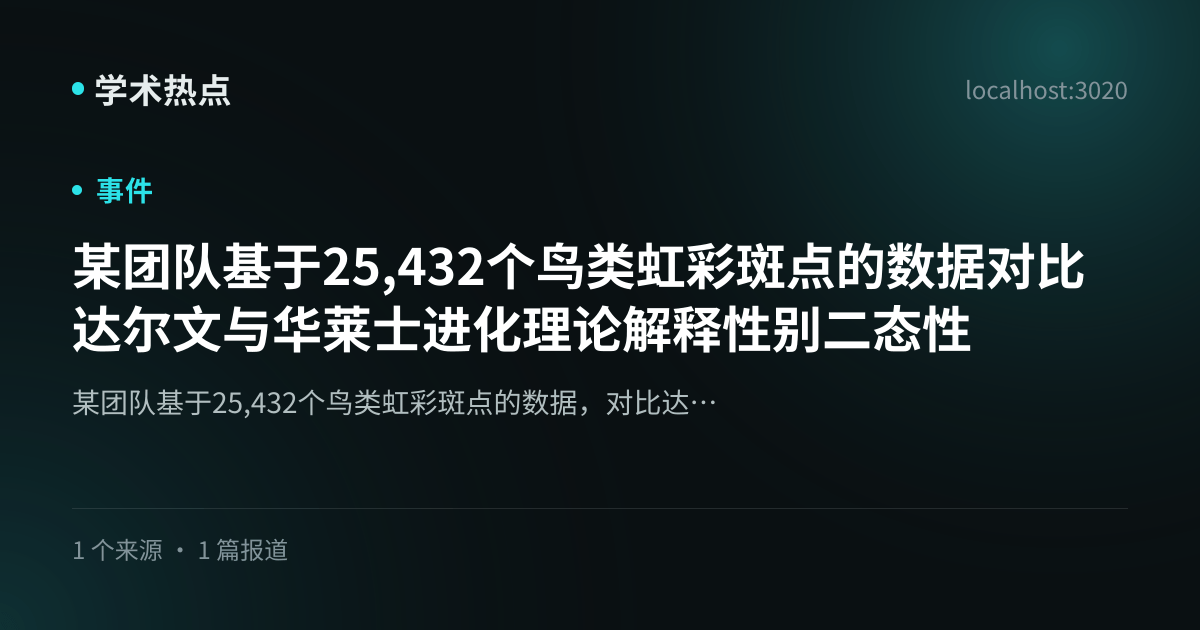 学术热点
localhost:3020
事件
某团队基于25,432个鸟类虹彩斑点的数据对比
达尔文与华莱士进化理论解释性别二态性
某团队基于25,432个鸟类虹彩斑点的数据，对比达…
1 个来源 · 1 篇报道